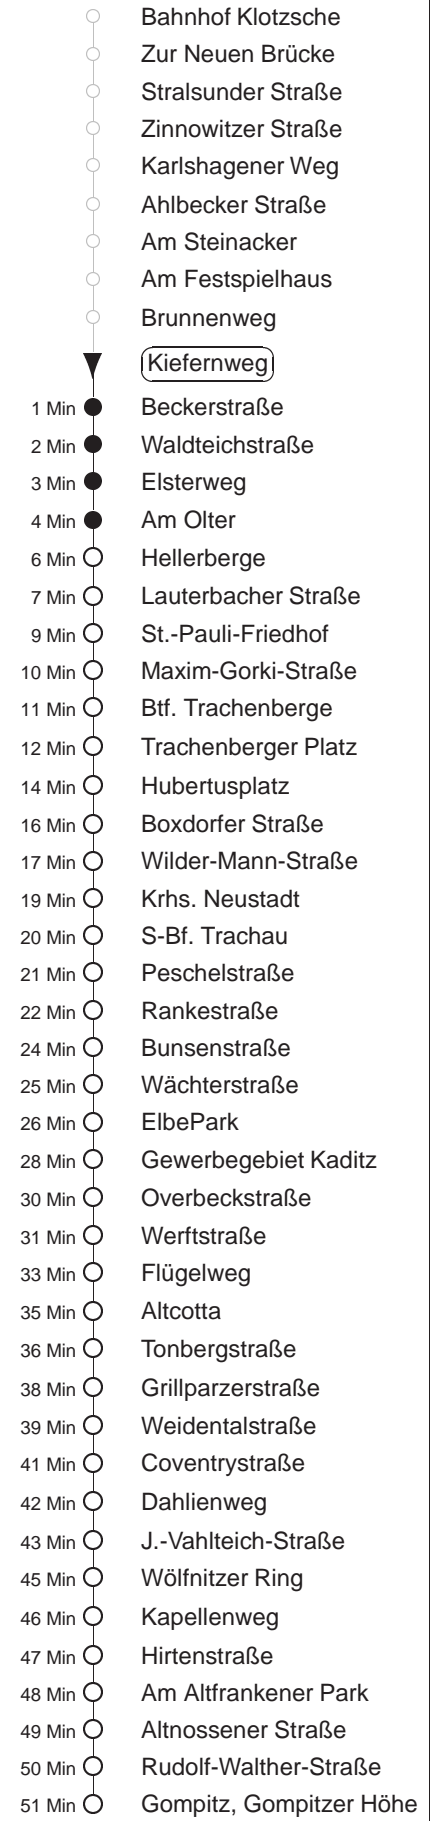 Bahnhof Klotzsche
Zur Neuen Brücke
Stralsunder Straße
Zinnowitzer Straße
Karlshagener Weg
Ahlbecker Straße
Am Steinacker
Am Festspielhaus
Brunnenweg
Kiefernweg
1 Min Beckerstraße
2 Min Waldteichstraße
3 Min Elsterweg
4 Min Am Olter
6 Min Hellerberge
7 Min Lauterbacher Straße
9 Min St.-Pauli-Friedhof
10 Min Maxim-Gorki-Straße
11 Min Btf. Trachenberge
12 Min Trachenberger Platz
14 Min Hubertusplatz
16 Min Boxdorfer Straße
17 Min Wilder-Mann-Straße
19 Min Krhs. Neustadt
20 Min S-Bf. Trachau
21 Min Peschelstraße
22 Min Rankestraße
24 Min Bunsenstraße
25 Min Wächterstraße
26 Min ElbePark
28 Min Gewerbegebiet Kaditz
30 Min Overbeckstraße
31 Min Werftstraße
33 Min Flügelweg
35 Min Altcotta
36 Min Tonbergstraße
38 Min Grillparzerstraße
39 Min Weidentalstraße
41 Min Coventrystraße
42 Min Dahlienweg
43 Min J.-Vahlteich-Straße
45 Min Wölfnitzer Ring
46 Min Kapellenweg
47 Min Hirtenstraße
48 Min Am Altfrankener Park
49 Min Altnossener Straße
50 Min Rudolf-Walther-Straße
51 Min Gompitz, Gompitzer Höhe